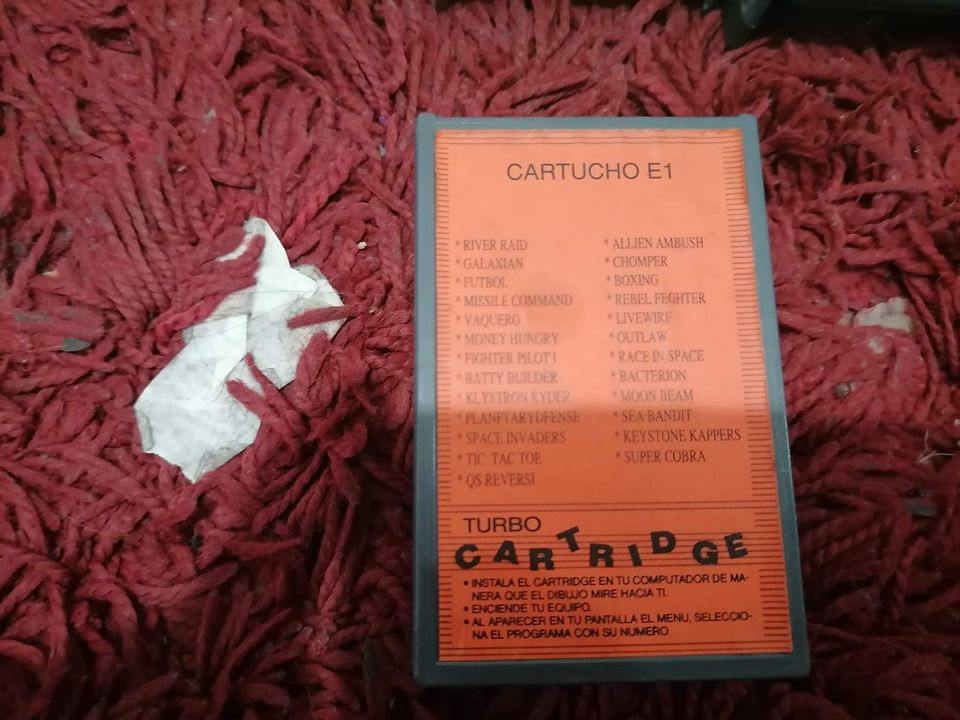 CARTUCHO E1
* RIVER RAID
* GALAXIAN
* FUTBOL
* MISSILE COMMAND
* VAQUERO
* MONEY HUNGRY
* FIGHTER PILOT I
* BATTY BUILDER
* KLYSTRON RYDER
* PLANFTARYDFENSE
* SPACE INVADERS
* TIC TAC TOE
* QS REVERSI
* ALLIEN AMBUSH
* CHOMPER
* BOXING
* REBEL FEGHTER
* LIVEWIRE
* OUTLAW
* RACE IN SPACE
* BACTERION
* MOON BEAM
* SEA BANDIT
* KEYSTONE KAPPERS
* SUPER COBRA
TURBO
CARTRIDGE
• INSTALA EL CARTRIDGE EN TU COMPUTADOR DE MA-
NERA QUE EL DIBUJO MIRE HACIA TI.
• ENCIENDE TU EQUIPO.
• AL APARECER EN TU PANTALLA EL MENU, SELECCIO-
NA EL PROGRAMA CON SU NUMERO